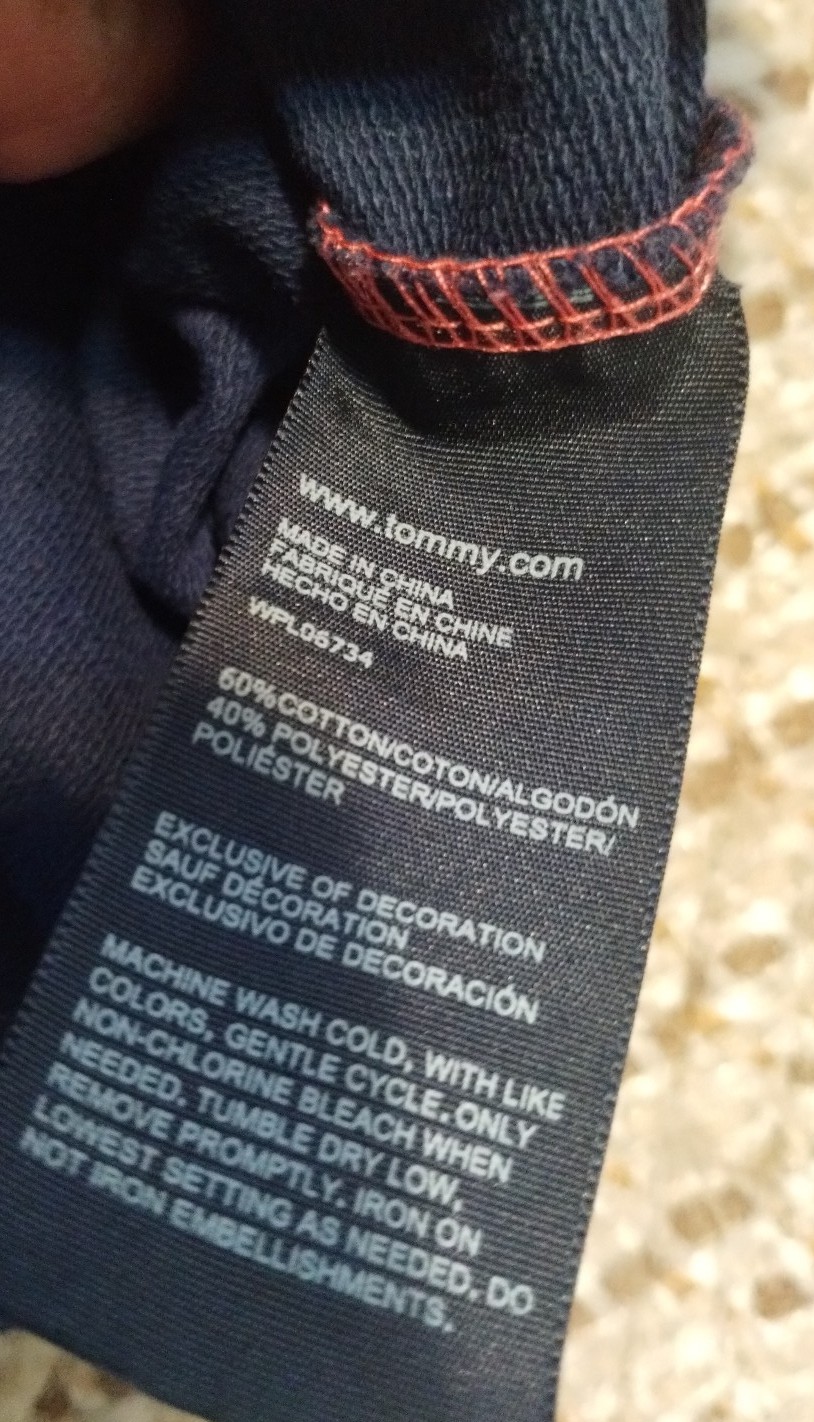 www.tommy.com
MADE IN CHINA
FABRIQUÉ EN CHINE
HECHO EN CHINA
WPL06734
60%COTTON/COTON/ALGODÓN
40% POLYESTER/POLYESTER/
POLIÉSTER
EXCLUSIVE OF DECORATION
SAUF DÉCORATION
EXCLUSIVO DE DECORACIÓN
MACHINE WASH COLD, WITH LIKE
COLORS, GENTLE CYCLE. ONLY
NON-CHLORINE BLEACH WHEN
NEEDED. TUMBLE DRY LOW,
REMOVE PROMPTLY. IRON ON
LOWEST SETTING AS NEEDED. DO
NOT IRON EMBELLISHMENTS.